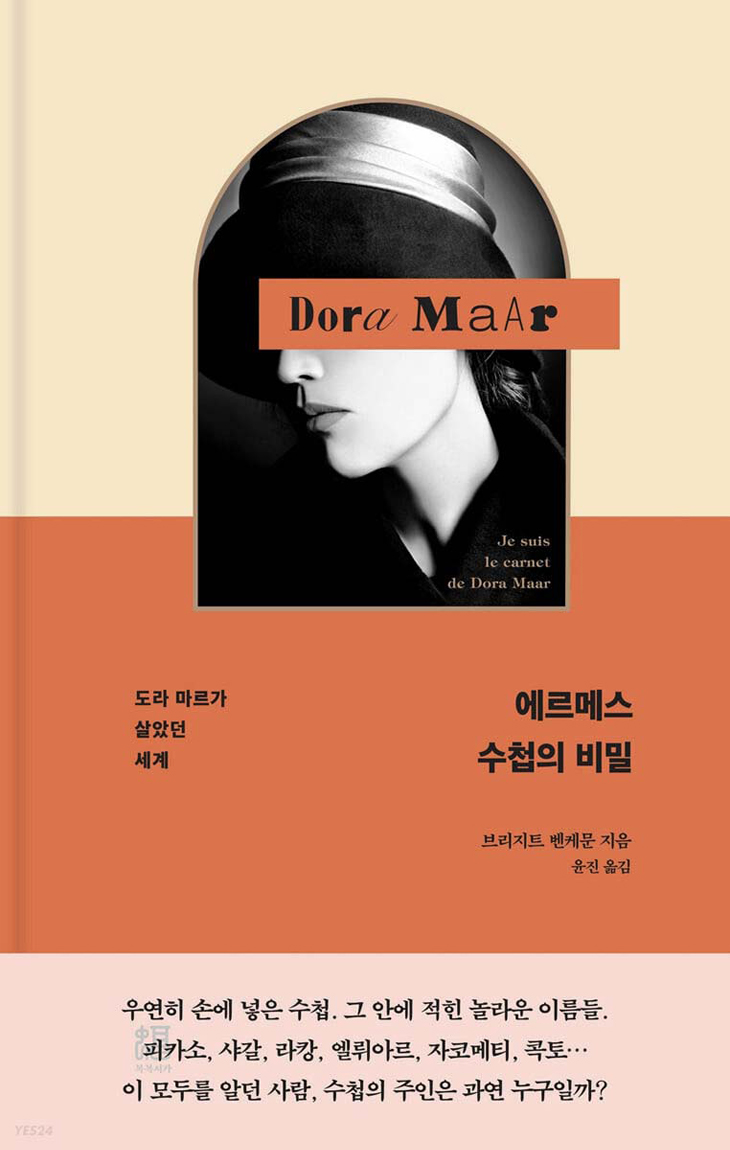 Dora MaAr
Je suis
le carnet
de Dora Maar
도라 마르가
살았던
세계
에르메스
수첩의 비밀
브리지트 벤케문 지음
윤진 옮김
우연히 손에 넣은 수첩. 그 안에 적힌 놀라운 이름들.
피카소, 샤갈, 라캉, 엘뤼아르, 자코메티, 콕토…
이 모두를 알던 사람, 수첩의 주인은 과연 누구일까?
복복서가
YES24